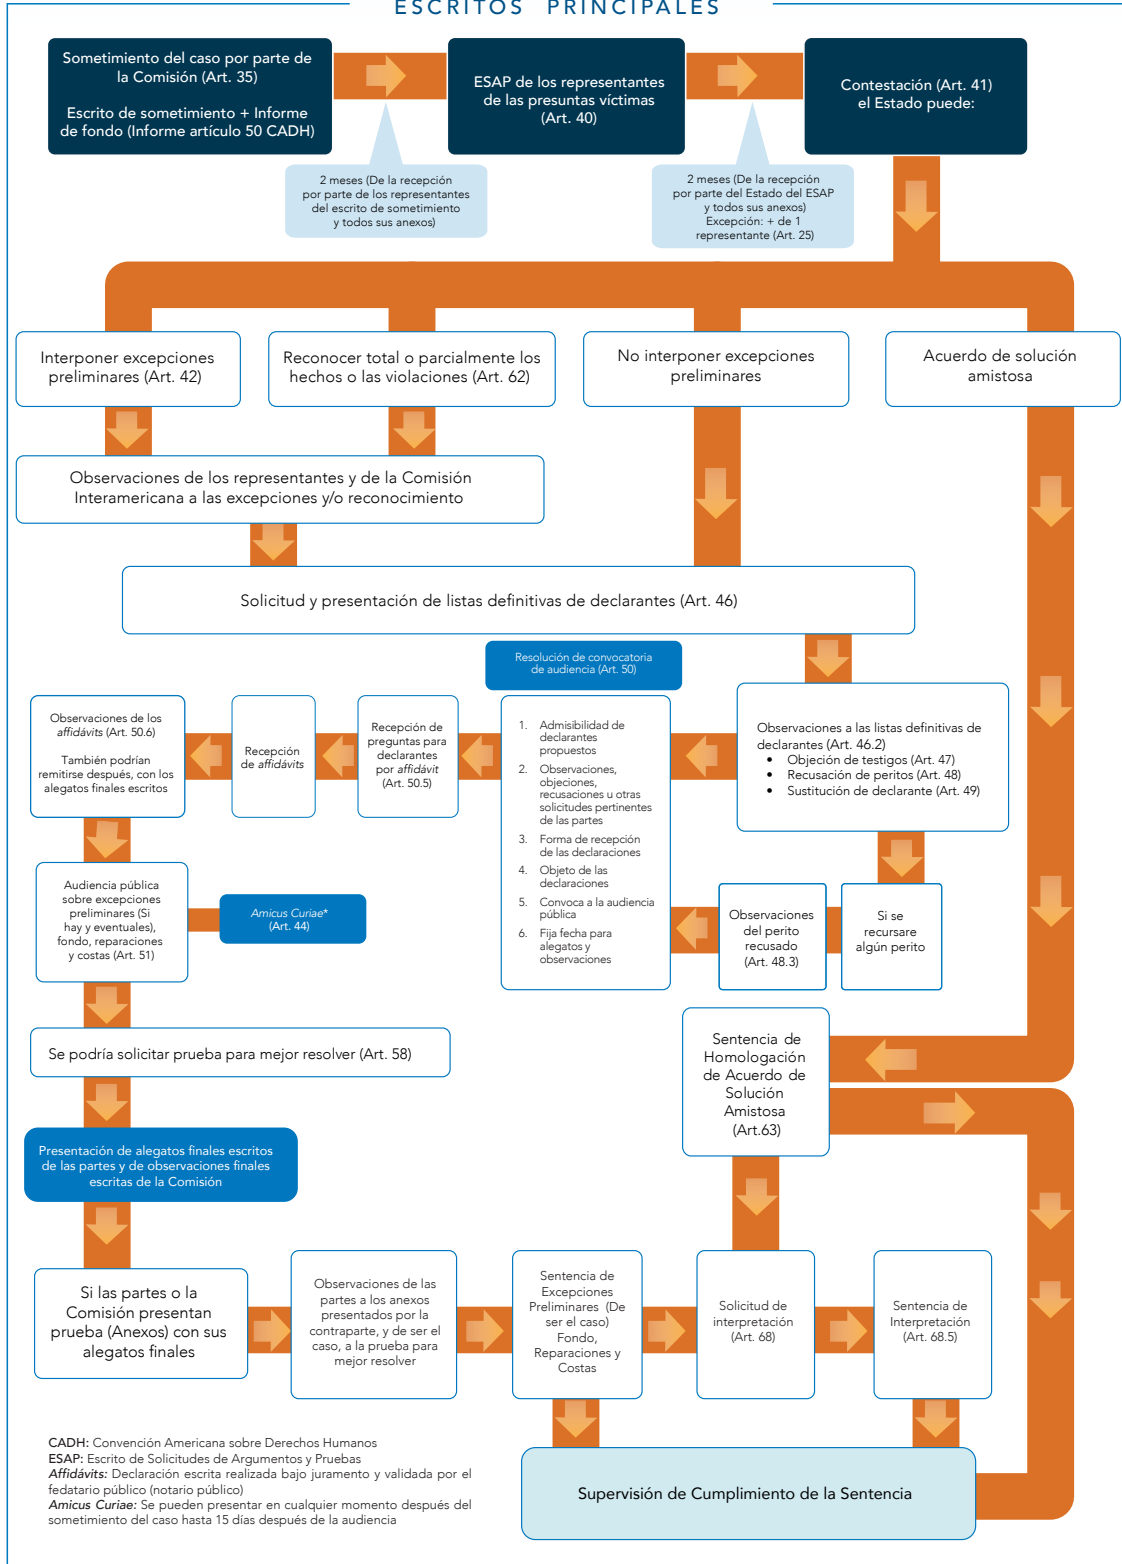 ESCRITOS PRINCIPALES
Sometimiento del caso por parte de
la Comisión (Art. 35)
Escrito de sometimiento + Informe
de fondo (Informe artículo 50 CADH)
ESAP de los representantes
de las presuntas víctimas
(Art. 40)
Contestación (Art. 41)
el Estado puede:
2 meses (De la recepción
por parte de los representantes
del escrito de sometimiento
y todos sus anexos)
2 meses (De la recepción
por parte del Estado del ESAP
y todos sus anexos)
Excepción: + de 1
representante (Art. 25)
Interponer excepciones
preliminares (Art. 42)
Reconocer total o parcialmente los
hechos o las violaciones (Art. 62)
No interponer excepciones
preliminares
Acuerdo de solución
amistosa
Observaciones de los representantes y de la Comisión
Interamericana a las excepciones y/o reconocimiento
Solicitud y presentación de listas definitivas de declarantes (Art. 46)
Resolución de convocatoria
de audiencia (Art. 50)
Observaciones de los
affidávits (Art. 50.6)
También podrían
remitirse después, con los
alegatos finales escritos
Recepción
de affidavits
Recepción de
preguntas para
declarantes
por affidávit
(Art. 50.5)
1. Admisibilidad de
declarantes
propuestos
2. Observaciones,
objeciones,
recusaciones u otras
solicitudes pertinentes
de las partes
3. Forma de recepción
de las declaraciones
4. Objeto de las
declaraciones
5. Convoca a la audiencia
pública
6. Fija fecha para
alegatos y
observaciones
Observaciones a las listas definitivas de
declarantes (Art. 46.2)
• Objeción de testigos (Art. 47)
• Recusación de peritos (Art. 48)
• Sustitución de declarante (Art. 49)
Audiencia pública
sobre excepciones
preliminares (Si
hay y eventuales),
fondo, reparaciones
y costas (Art. 51)
Amicus Curiae*
(Art. 44)
Observaciones
del perito
recusado
(Art. 48.3)
Si se
recursare
algún perito
Se podría solicitar prueba para mejor resolver (Art. 58)
Sentencia de
Homologación
de Acuerdo de
Solución
Amistosa
(Art.63)
Presentación de alegatos finales escritos
de las partes y de observaciones finales
escritas de la Comisión
Si las partes o la
Comisión presentan
prueba (Anexos) con sus
alegatos finales
Observaciones de las
partes a los anexos
presentados por la
contraparte, y de ser el
caso, a la prueba para
mejor resolver
Sentencia de
Excepciones
Preliminares (De
ser el caso)
Fondo,
Reparaciones y
Costas
Solicitud de
interpretación
(Art. 68)
Sentencia de
Interpretación
(Art. 68.5)
Supervisión de Cumplimiento de la Sentencia
CADH: Convención Americana sobre Derechos Humanos
ESAP: Escrito de Solicitudes de Argumentos y Pruebas
Affidávits: Declaración escrita realizada bajo juramento y validada por el
fedatario público (notario público)
Amicus Curiae: Se pueden presentar en cualquier momento después del
sometimiento del caso hasta 15 días después de la audiencia